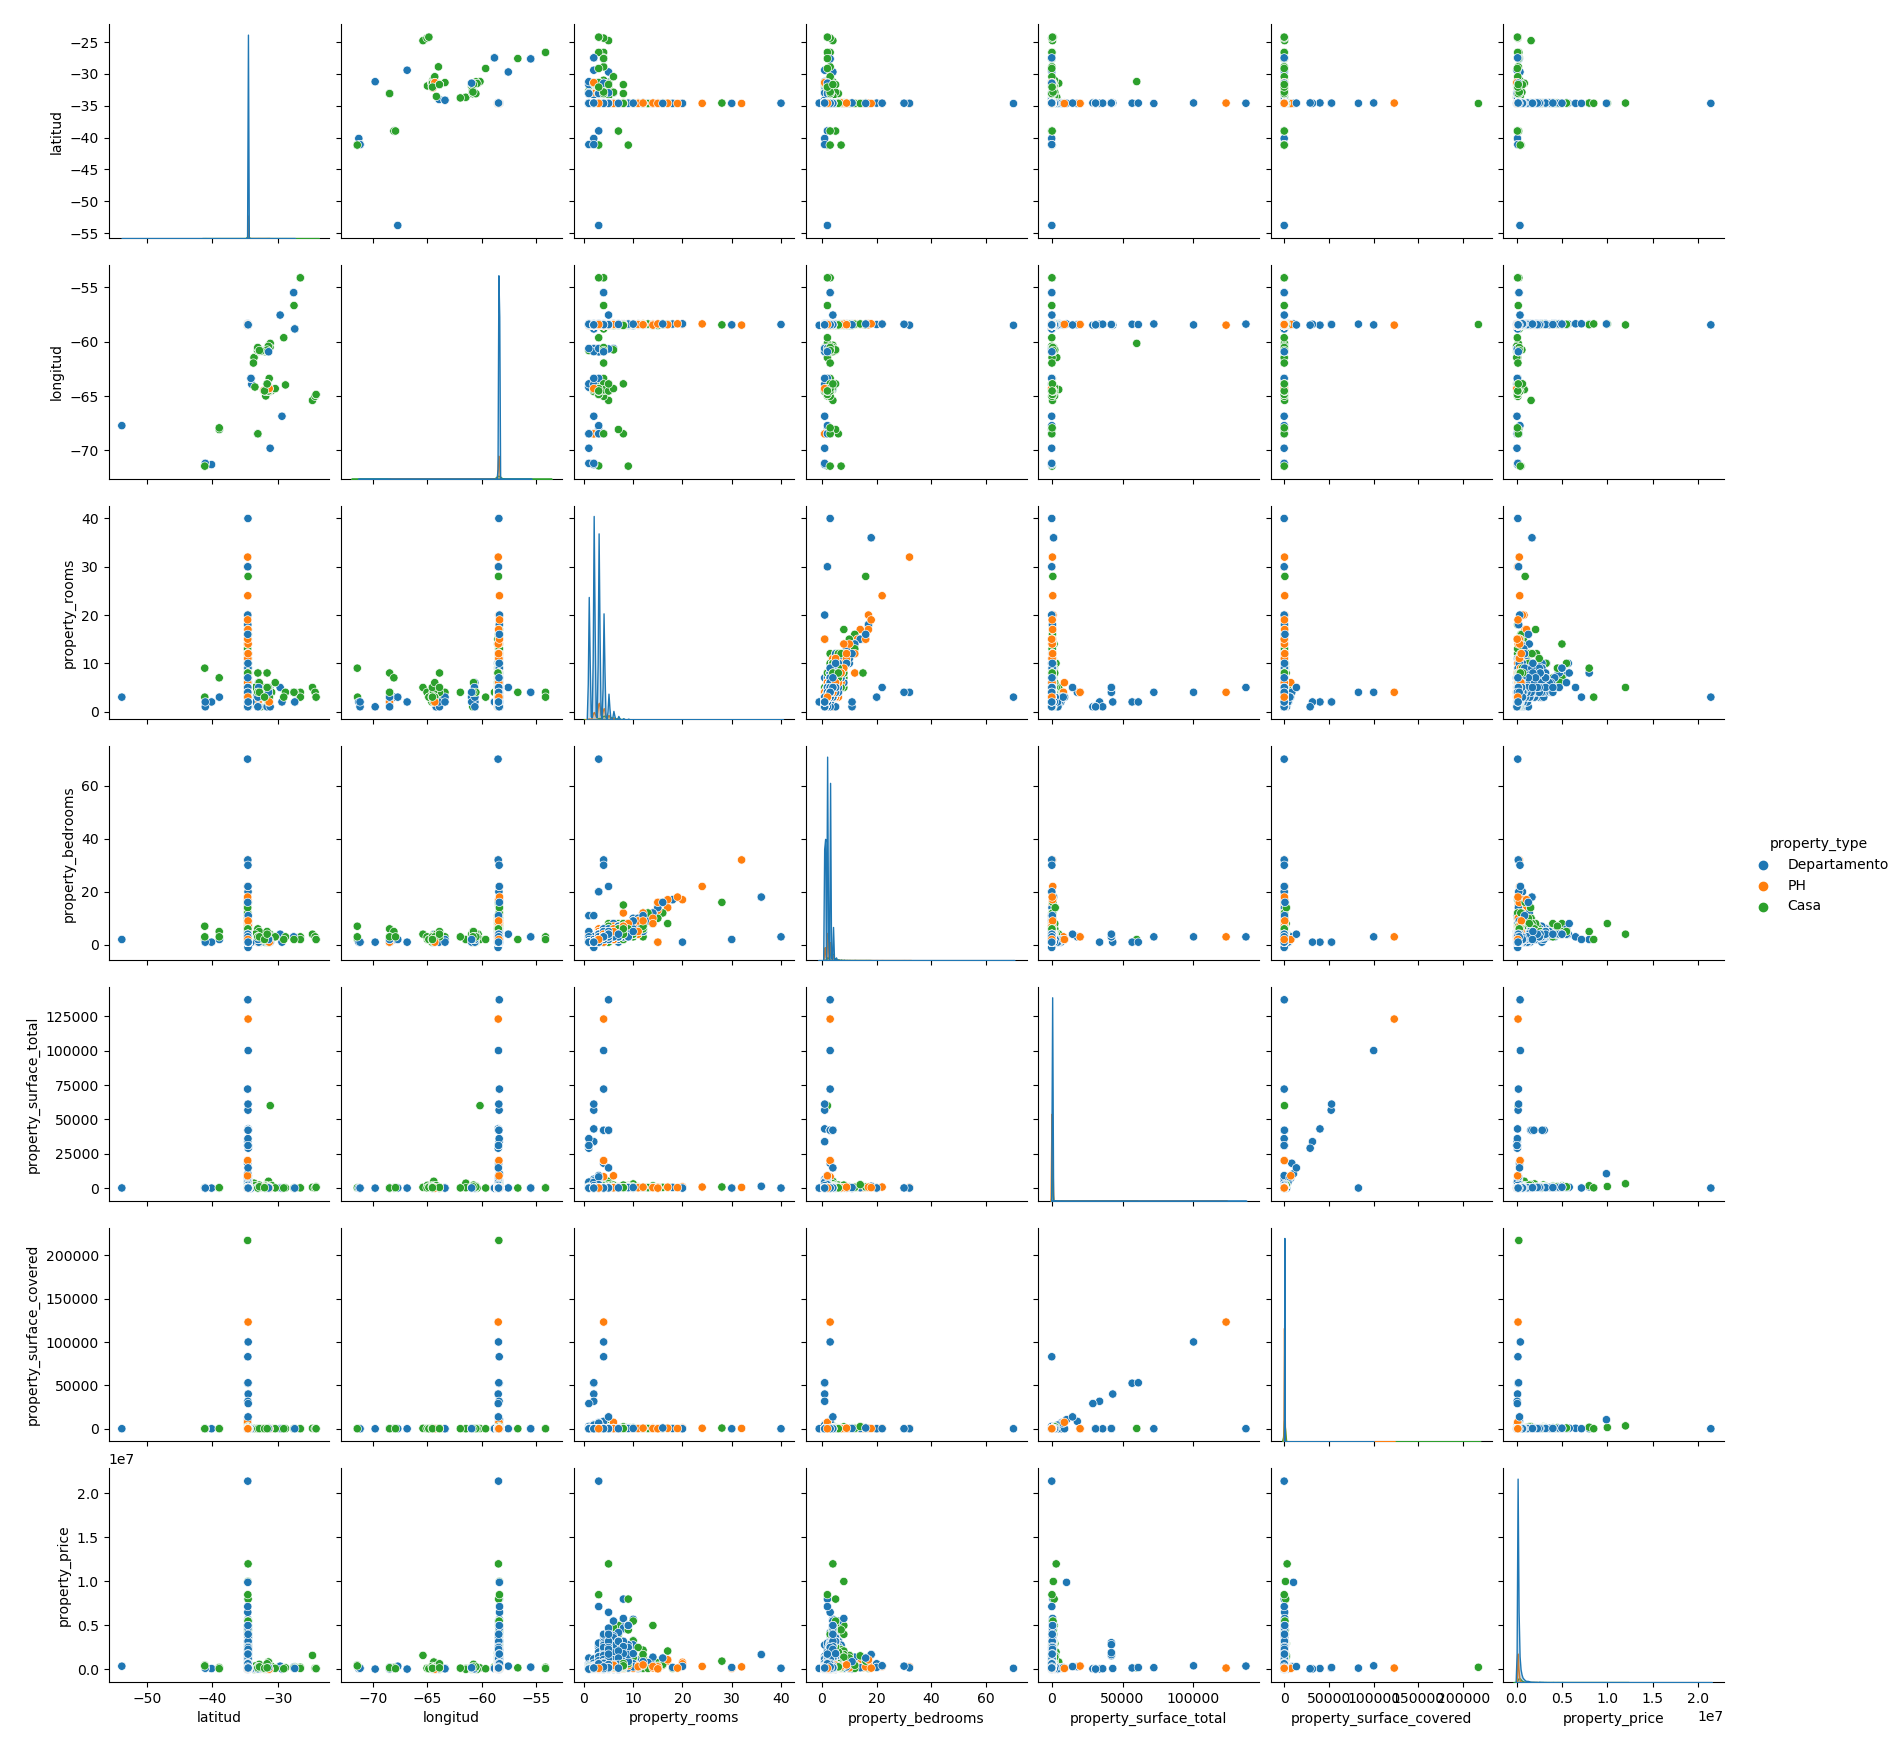 −25
−30
−35
−40
−45
−50
−55
latitud
−55
−60
−65
−70
longitud
40
30
20
10
0
property_rooms
60
40
20
0
property_bedrooms
property_type
Departamento
PH
Casa
125000
100000
75000
50000
25000
0
property_surface_total
200000
150000
100000
50000
0
property_surface_covered
1e7
2.0
1.5
1.0
0.5
0.0
property_price
−50 −40 −30 −70 −65 −60 −55 0 10 20 30 40 0 20 40 60 0 50000 100000 0 50000 100000 150000 200000 0.0 0.5 1.0 1.5 2.0
1e7
latitud longitud property_rooms property_bedrooms property_surface_total property_surface_covered property_price